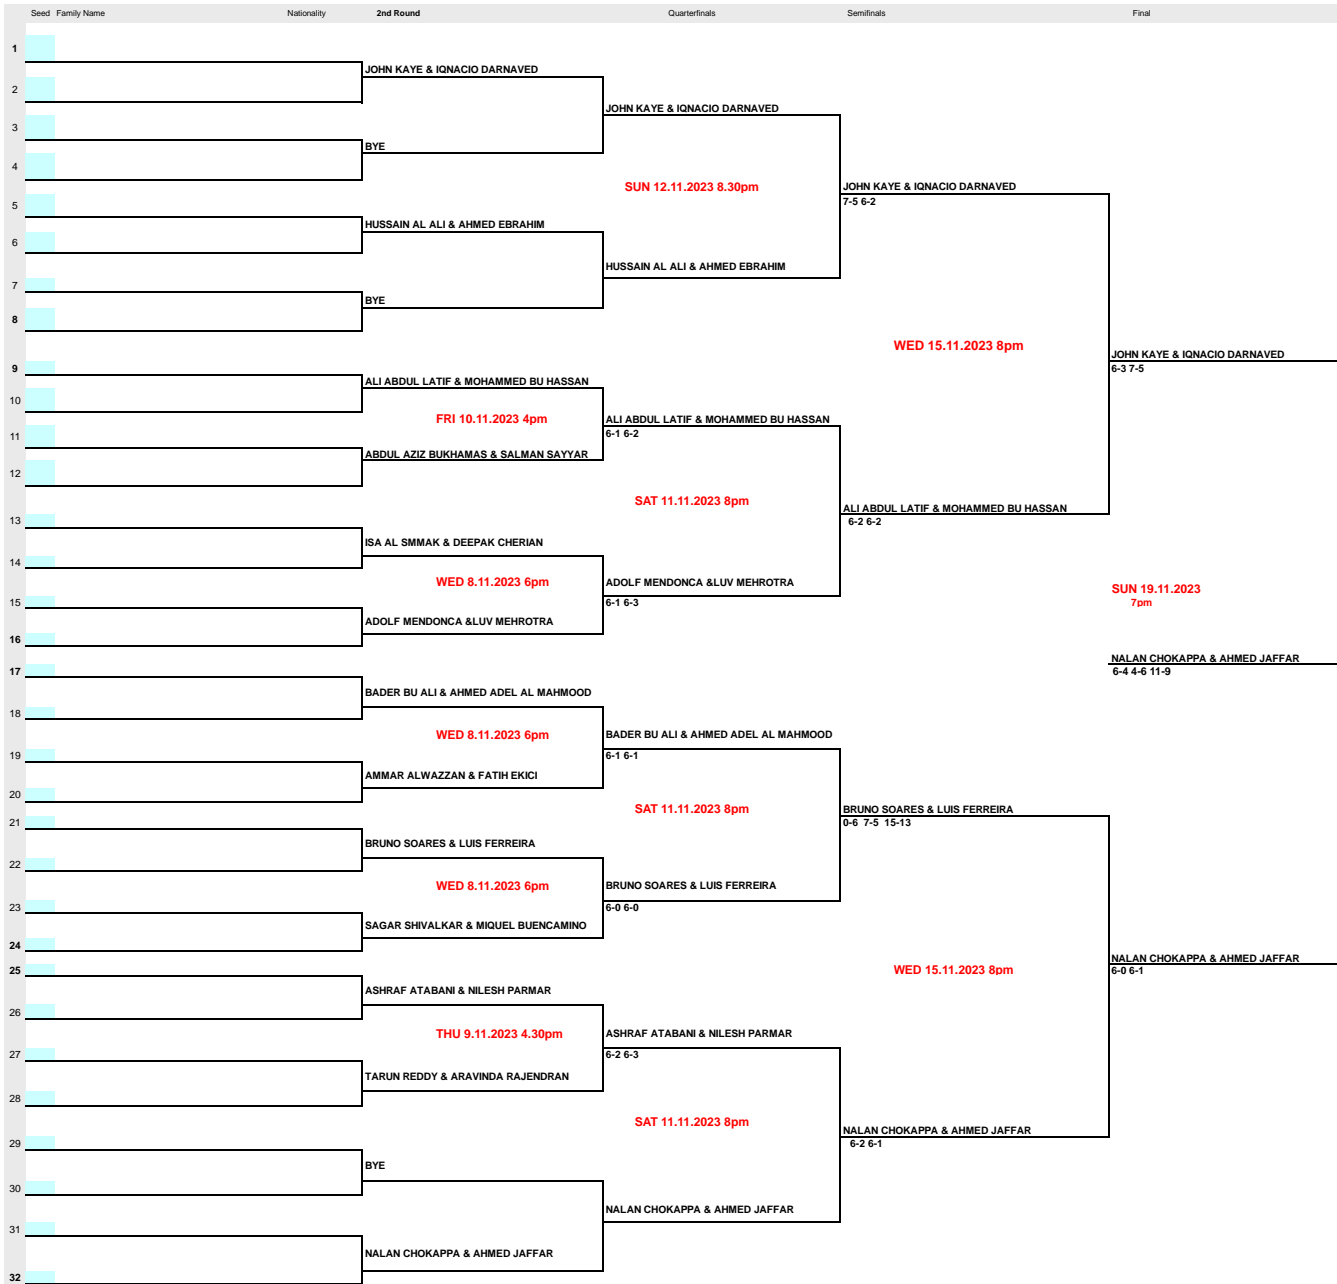 Seed Family Name Nationality 2nd Round Quarterfinals Semifinals Final
1
JOHN KAYE & IQNACIO DARNAVED
2
JOHN KAYE & IQNACIO DARNAVED
3
BYE
4
SUN 12.11.2023 8.30pm
JOHN KAYE & IQNACIO DARNAVED
7-5 6-2
5
HUSSAIN AL ALI & AHMED EBRAHIM
6
HUSSAIN AL ALI & AHMED EBRAHIM
7
BYE
8
WED 15.11.2023 8pm
JOHN KAYE & IQNACIO DARNAVED
6-3 7-5
9
ALI ABDUL LATIF & MOHAMMED BU HASSAN
10
FRI 10.11.2023 4pm
ALI ABDUL LATIF & MOHAMMED BU HASSAN
6-1 6-2
11
ABDUL AZIZ BUKHAMAS & SALMAN SAYYAR
12
SAT 11.11.2023 8pm
ALI ABDUL LATIF & MOHAMMED BU HASSAN
6-2 6-2
13
ISA AL SMMAK & DEEPAK CHERIAN
14
WED 8.11.2023 6pm
ADOLF MENDONCA &LUV MEHROTRA
6-1 6-3
SUN 19.11.2023
7pm
15
ADOLF MENDONCA &LUV MEHROTRA
16
NALAN CHOKAPPA & AHMED JAFFAR
6-4 4-6 11-9
17
BADER BU ALI & AHMED ADEL AL MAHMOOD
18
WED 8.11.2023 6pm
BADER BU ALI & AHMED ADEL AL MAHMOOD
6-1 6-1
19
AMMAR ALWAZZAN & FATIH EKICI
20
SAT 11.11.2023 8pm
BRUNO SOARES & LUIS FERREIRA
0-6 7-5 15-13
21
BRUNO SOARES & LUIS FERREIRA
22
WED 8.11.2023 6pm
BRUNO SOARES & LUIS FERREIRA
6-0 6-0
23
SAGAR SHIVALKAR & MIQUEL BUENCAMINO
24
NALAN CHOKAPPA & AHMED JAFFAR
6-0 6-1
25
WED 15.11.2023 8pm
ASHRAF ATABANI & NILESH PARMAR
26
THU 9.11.2023 4.30pm
ASHRAF ATABANI & NILESH PARMAR
6-2 6-3
27
TARUN REDDY & ARAVINDA RAJENDRAN
28
SAT 11.11.2023 8pm
NALAN CHOKAPPA & AHMED JAFFAR
6-2 6-1
29
BYE
30
NALAN CHOKAPPA & AHMED JAFFAR
31
NALAN CHOKAPPA & AHMED JAFFAR
32